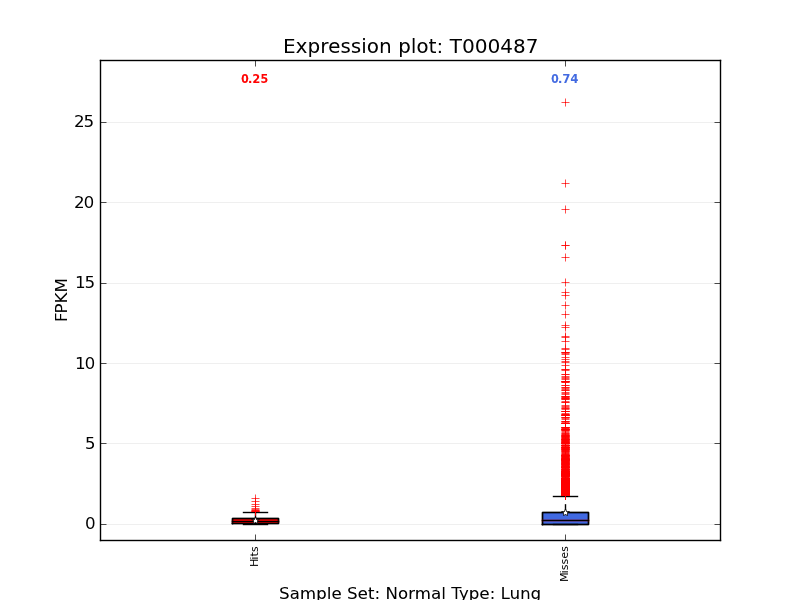 Expression plot: T000487
0.25
0.74
25
20
15
10
5
0
FPKM
Hits
Misses
Sample Set: Normal Type: Lung